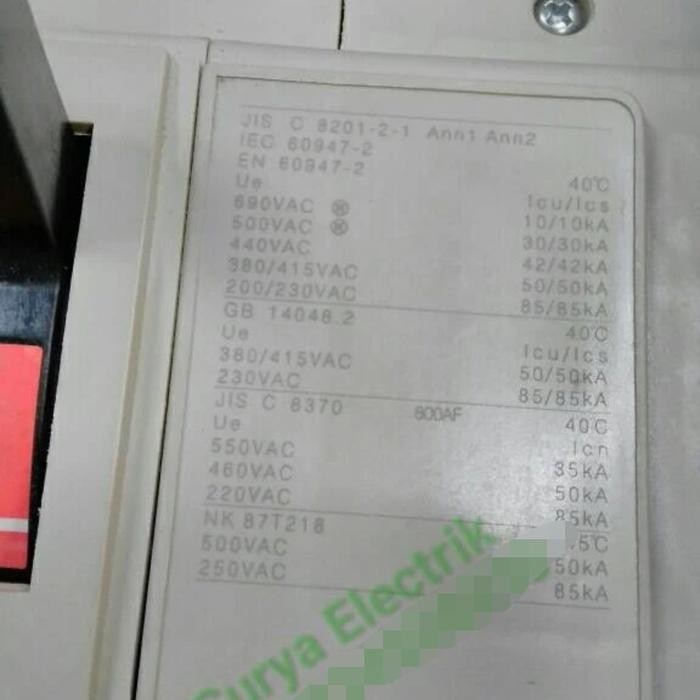 JIS C 8201-2-1 Ann1 Ann2
IEC 60947-2
EN 60947-2 40℃
Ue Icu/Ics
690VAC ※ 10/10kA
500VAC ※ 30/30kA
440VAC 42/42kA
380/415VAC 50/50kA
200/230VAC 85/85kA
GB 14048.2 40℃
Ue Icu/Ics
380/415VAC 50/50kA
230VAC 85/85kA
JIS C 8370 800AF 40℃
Ue Icn
550VAC 35kA
460VAC 50kA
220VAC 85kA
NK 87T218 5℃
500VAC 50kA
250VAC 85kA
Surya Electrik